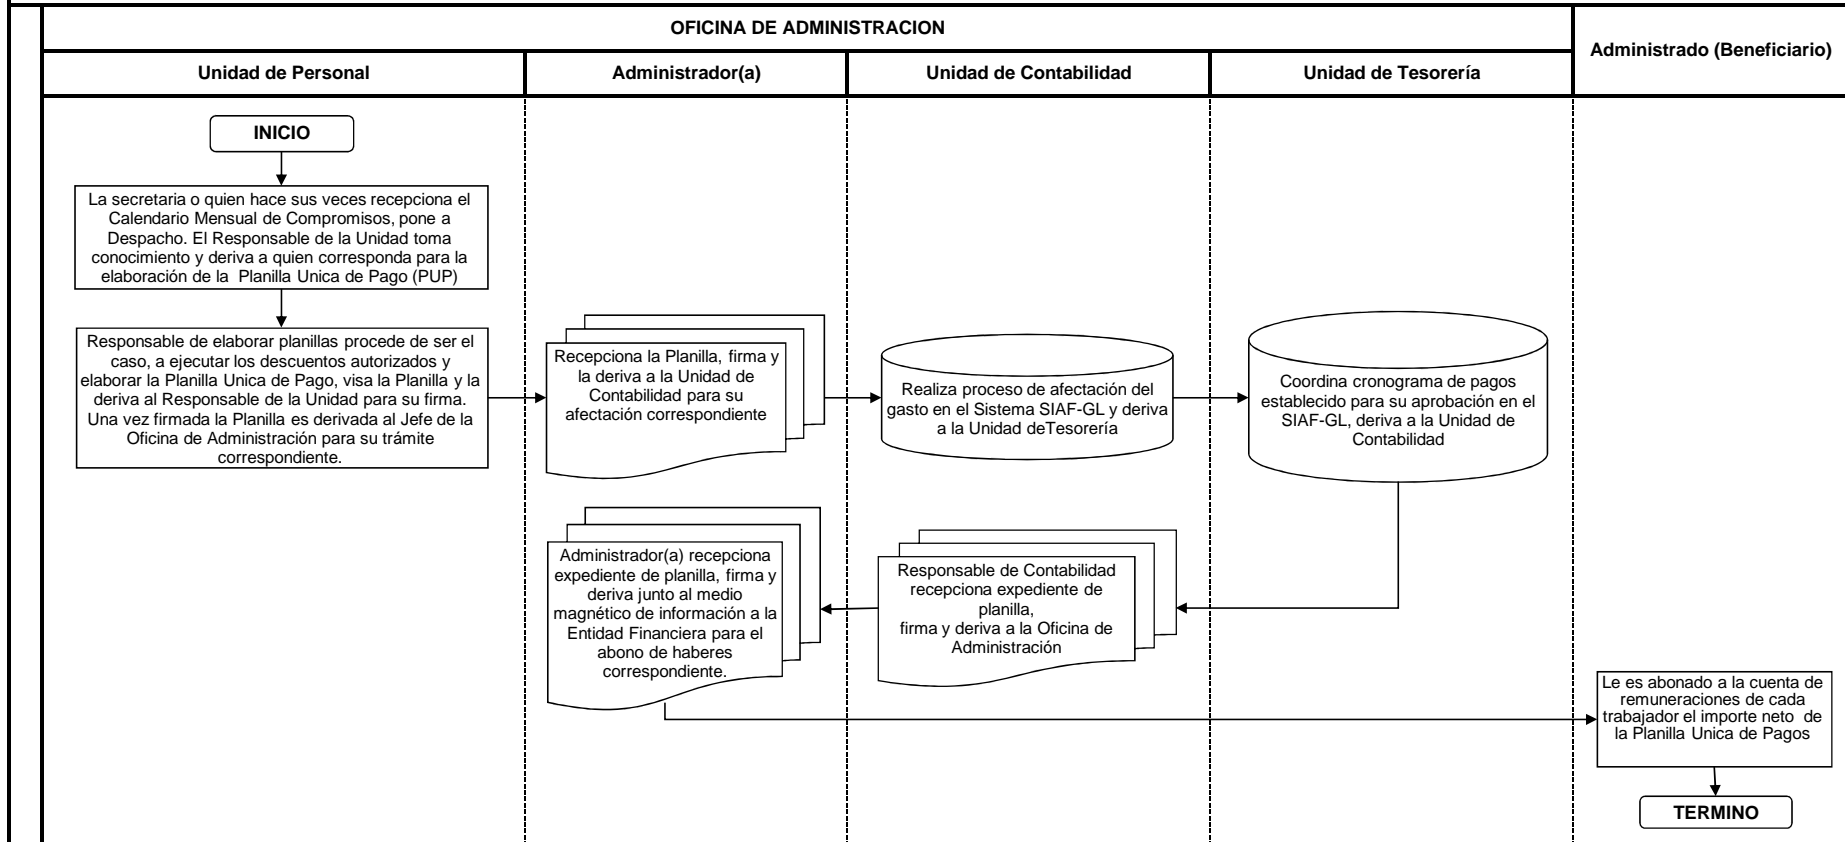 OFICINA DE ADMINISTRACION
Administrado (Beneficiario)
Unidad de Personal
Administrador(a)
Unidad de Contabilidad
Unidad de Tesorería
INICIO
La secretaria o quien hace sus veces recepciona el
Calendario Mensual de Compromisos, pone a
Despacho. El Responsable de la Unidad toma
conocimiento y deriva a quien corresponda para la
elaboración de la  Planilla Unica de Pago (PUP)
Responsable de elaborar planillas procede de ser el
caso, a ejecutar los descuentos autorizados y
elaborar la Planilla Unica de Pago, visa la Planilla y la
deriva al Responsable de la Unidad para su firma.
Una vez firmada la Planilla es derivada al Jefe de la
Oficina de Administración para su trámite
correspondiente.
Recepciona la Planilla, firma y
la deriva a la Unidad de
Contabilidad para su
afectación correspondiente
Realiza proceso de afectación del
gasto en el Sistema SIAF-GL y deriva
a la Unidad deTesorería
Coordina cronograma de pagos
establecido para su aprobación en el
SIAF-GL, deriva a la Unidad de
Contabilidad
Responsable de Contabilidad
recepciona expediente de
planilla,
firma y deriva a la Oficina de
Administración
Administrador(a) recepciona
expediente de planilla, firma y
deriva junto al medio
magnético de información a la
Entidad Financiera para el
abono de haberes
correspondiente.
Le es abonado a la cuenta de
remuneraciones de cada
trabajador el importe neto  de
la Planilla Unica de Pagos
TERMINO